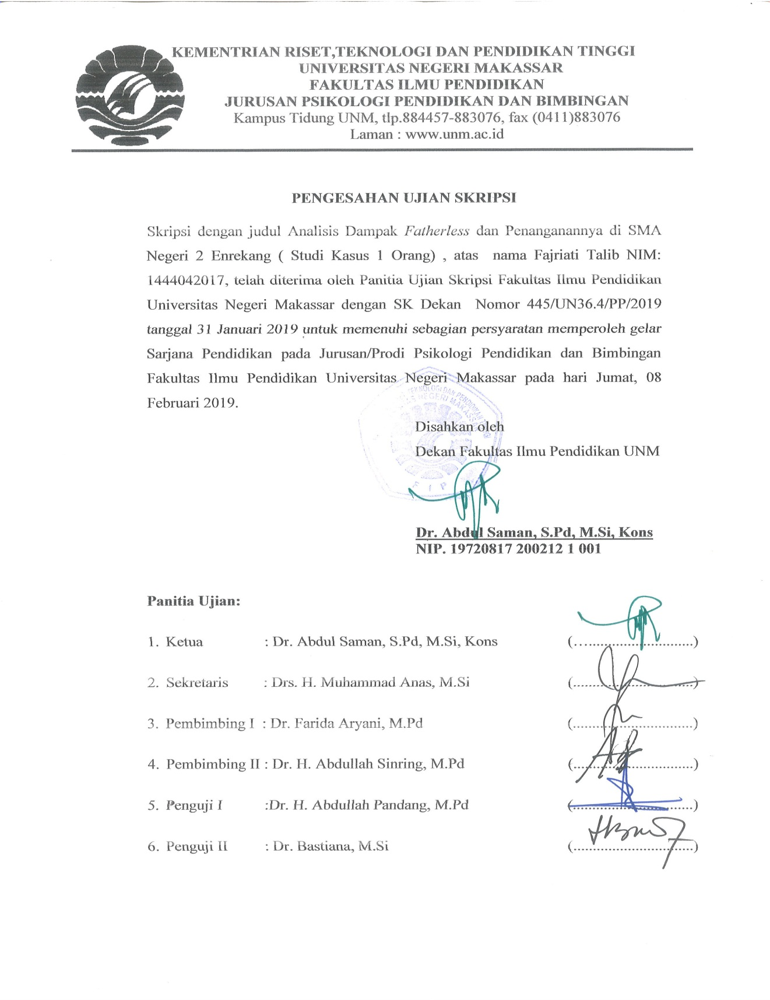 KEMENTRIAN RISET,TEKNOLOGI DAN PENDIDIKAN TINGGI
UNIVERSITAS NEGERI MAKASSAR
FAKULTAS ILMU PENDIDIKAN
JURUSAN PSIKOLOGI PENDIDIKAN DAN BIMBINGAN
Kampus Tidung UNM, tlp.884457-883076, fax (0411)883076
Laman : www.unm.ac.id
PENGESAHAN UJIAN SKRIPSI
Skripsi dengan judul Analisis Dampak Fatherless dan Penanganannya di SMA
Negeri 2 Enrekang ( Studi Kasus 1 Orang) , atas nama Fajriati Talib NIM:
1444042017, telah diterima oleh Panitia Ujian Skripsi Fakultas Ilmu Pendidikan
Universitas Negeri Makassar dengan SK Dekan Nomor 445/UN36.4/PP/2019
tanggal 31 Januari 2019 untuk memenuhi sebagian persyaratan memperoleh gelar
Sarjana Pendidikan pada Jurusan/Prodi Psikologi Pendidikan dan Bimbingan
Fakultas Ilmu Pendidikan Universitas Negeri Makassar pada hari Jumat, 08
Februari 2019.
TEKNOLOGI DAN PENDIDIKAN TINGGI
NEGERI MAKASSAR
F I P
Disahkan oleh
Dekan Fakultas Ilmu Pendidikan UNM
Dr. Abdul Saman, S.Pd, M.Si, Kons
NIP. 19720817 200212 1 001
Panitia Ujian:
1. Ketua : Dr. Abdul Saman, S.Pd, M.Si, Kons (..................................)
2. Sekretaris : Drs. H. Muhammad Anas, M.Si (..................................)
3. Pembimbing I : Dr. Farida Aryani, M.Pd (..................................)
4. Pembimbing II : Dr. H. Abdullah Sinring, M.Pd (..................................)
5. Penguji I :Dr. H. Abdullah Pandang, M.Pd (..................................)
6. Penguji II : Dr. Bastiana, M.Si (..................................)